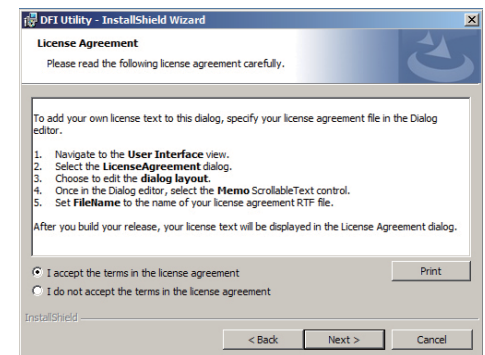 DFI Utility - InstallShield Wizard
License Agreement
Please read the following license agreement carefully.
To add your own license text to this dialog, specify your license agreement file in the Dialog
editor.
1. Navigate to the User Interface view.
2. Select the LicenseAgreement dialog.
3. Choose to edit the dialog layout.
4. Once in the Dialog editor, select the Memo ScrollableText control.
5. Set FileName to the name of your license agreement RTF file.
After you build your release, your license text will be displayed in the License Agreement dialog.
I accept the terms in the license agreement
Print
I do not accept the terms in the license agreement
InstallShield
< Back Next > Cancel